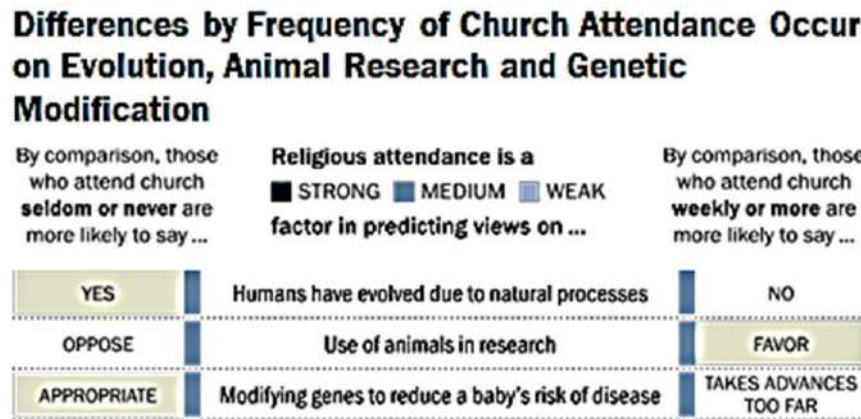 Differences by Frequency of Church Attendance Occur
on Evolution, Animal Research and Genetic
Modification
By comparison, those
who attend church
seldom or never are
more likely to say ...
Religious attendance is a
STRONG MEDIUM WEAK
factor in predicting views on ...
By comparison, those
who attend church
weekly or more are
more likely to say ...
YES Humans have evolved due to natural processes NO
OPPOSE Use of animals in research FAVOR
APPROPRIATE Modifying genes to reduce a baby's risk of disease TAKES ADVANCES
TOO FAR